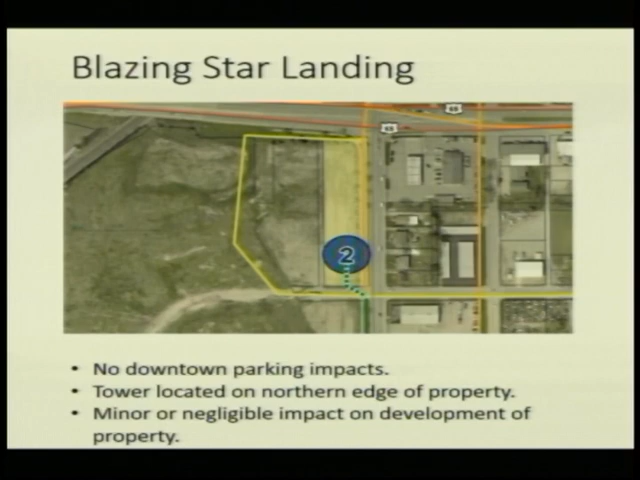 Blazing Star Landing
2
• No downtown parking impacts.
• Tower located on northern edge of property.
• Minor or negligible impact on development of
property.